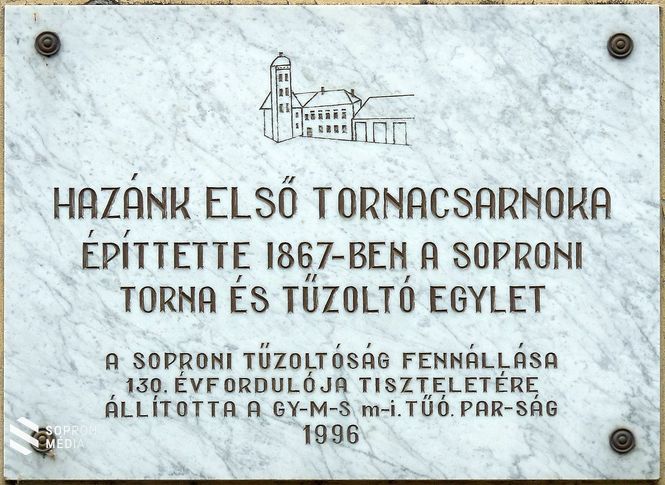 HAZÁNK ELSŐ TORNACSARNOKA
ÉPÍTTETTE 1867-BEN A SOPRONI
TORNA ÉS TŰZOLTÓ EGYLET
A SOPRONI TŰZOLTÓSÁG FENNÁLLÁSA
130. ÉVFORDULÓJA TISZTELETÉRE
ÁLLÍTOTTA A GY-M-S m-i. TŰÓ. PAR-SÁG
1996
SOPRON
MÉDIA